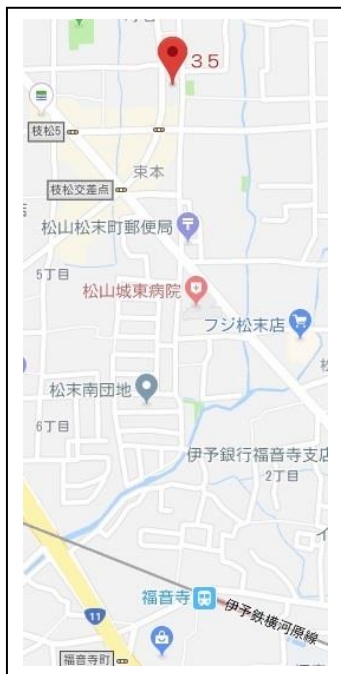 35
枝松5
束本
枝松交差点
松山松末町郵便局
5丁目
松山城東病院
フジ松末店
松末南団地
6丁目
伊予銀行福音寺支店
2丁目
福音寺
伊予鉄横河原線
11
福音寺町